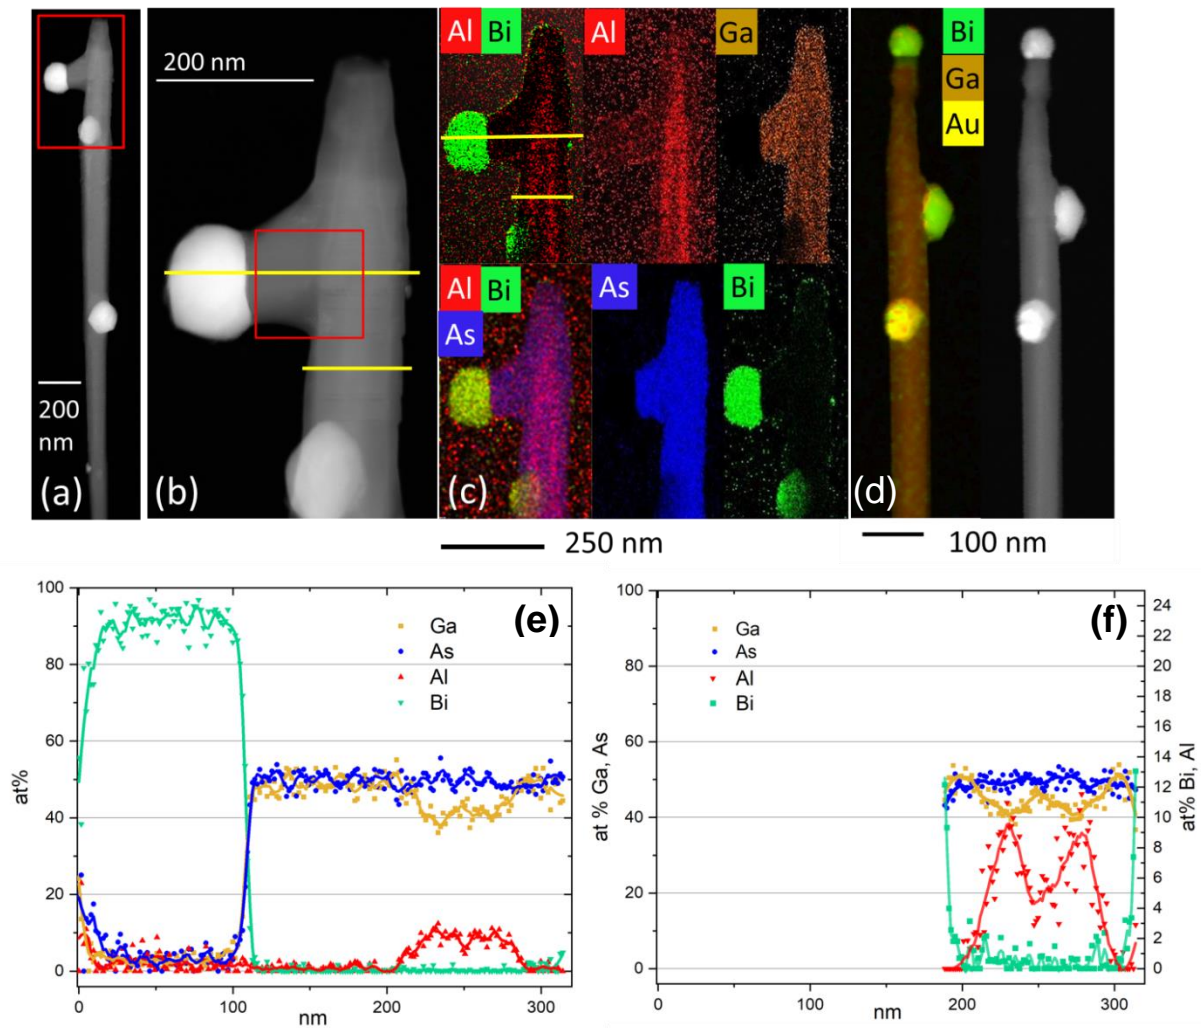 200 nm
200
nm
(a)
(b)
Al Bi
Al
Ga
Al Bi
As
As
Bi
(c)
250 nm
Bi
Ga
Au
(d)
100 nm
(e)
100
80
60
40
20
0
at%
Ga
As
Al
Bi
0 100 200 300
nm
(f)
100
80
60
40
20
0
at % Ga, As
Ga
As
Al
Bi
24
22
20
18
16
14
12
10
8
6
4
2
0
at% Bi, Al
0 100 200 300
nm